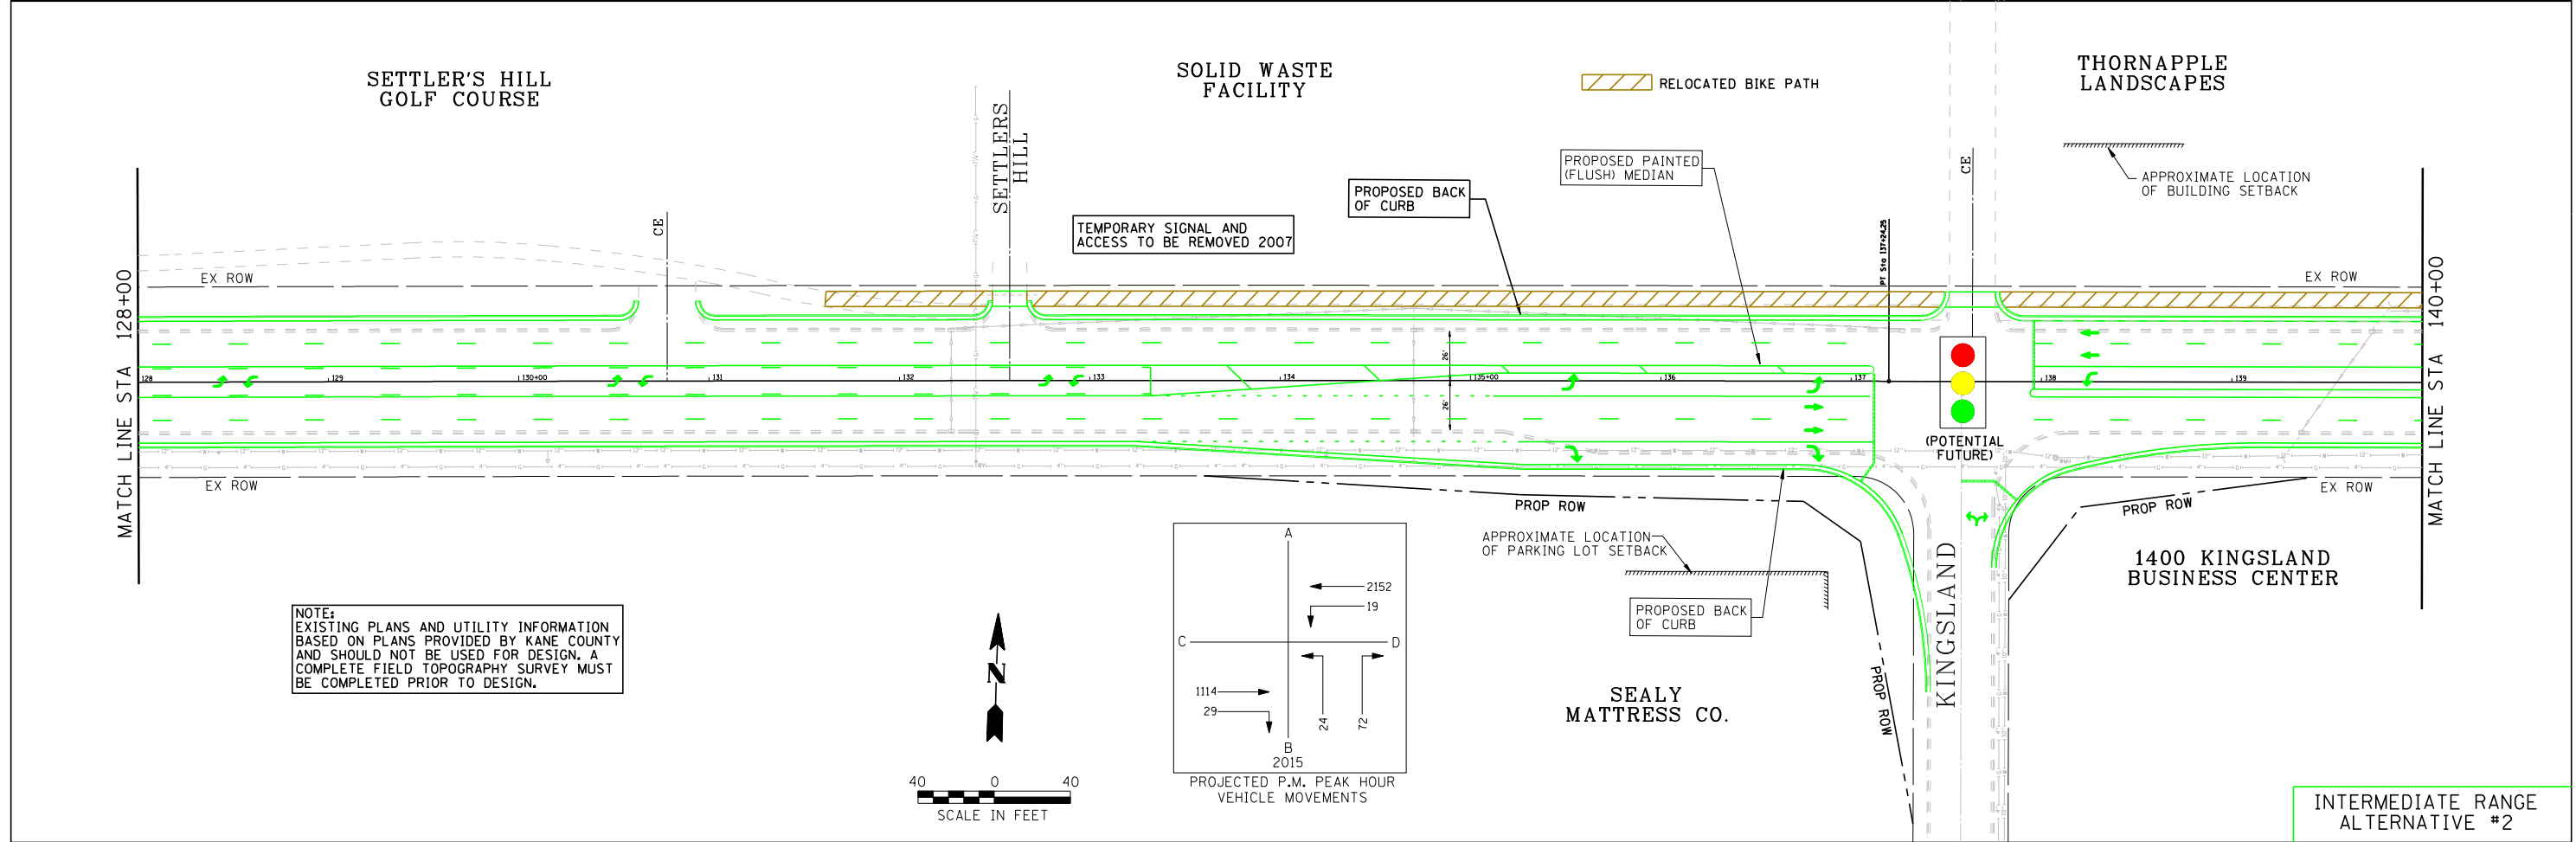 SETTLER'S HILL
GOLF COURSE
SOLID WASTE
FACILITY
RELOCATED BIKE PATH
THORNAPPLE
LANDSCAPES
SETTLERS
HILL
CE
CE
PROPOSED PAINTED
(FLUSH) MEDIAN
PROPOSED BACK
OF CURB
TEMPORARY SIGNAL AND
ACCESS TO BE REMOVED 2007
APPROXIMATE LOCATION
OF BUILDING SETBACK
PT Sta 137+24.25
EX ROW
EX ROW
MATCH LINE STA 128+00
MATCH LINE STA 140+00
128
129
130+00
131
132
133
134
135+00
136
137
138
139
26'
26'
(POTENTIAL
FUTURE)
EX ROW
EX ROW
PROP ROW
PROP ROW
PROP ROW
APPROXIMATE LOCATION
OF PARKING LOT SETBACK
PROPOSED BACK
OF CURB
KINGSLAND
1400 KINGSLAND
BUSINESS CENTER
SEALY
MATTRESS CO.
NOTE:
EXISTING PLANS AND UTILITY INFORMATION
BASED ON PLANS PROVIDED BY KANE COUNTY
AND SHOULD NOT BE USED FOR DESIGN. A
COMPLETE FIELD TOPOGRAPHY SURVEY MUST
BE COMPLETED PRIOR TO DESIGN.
N
40 0 40
SCALE IN FEET
A
2152
19
C D
1114
29
24
72
B
2015
PROJECTED P.M. PEAK HOUR
VEHICLE MOVEMENTS
INTERMEDIATE RANGE
ALTERNATIVE #2